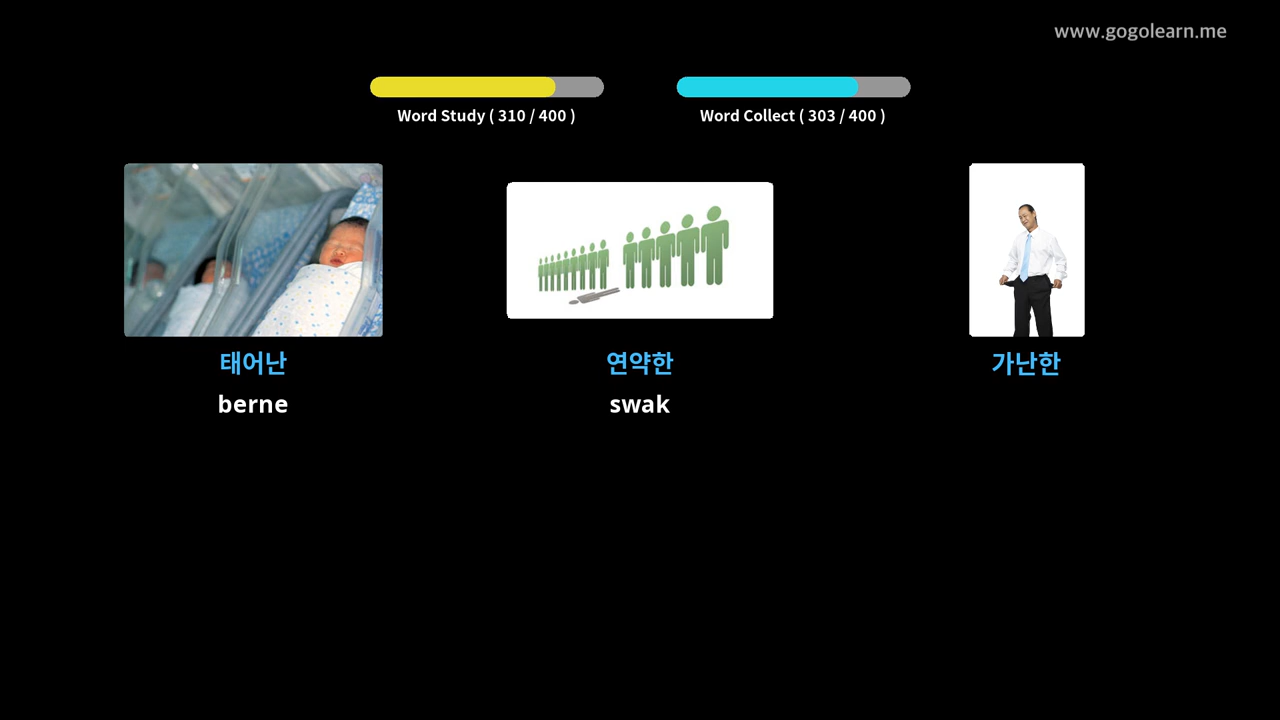 www.gogolearn.me
Word Study ( 310 / 400 )
Word Collect ( 303 / 400 )
태어난
연약한
가난한
berne
swak